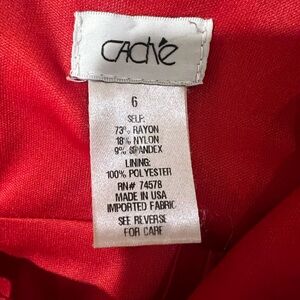 CAChé
6
SELF:
73% RAYON
18% NYLON
9% SPANDEX
LINING:
100% POLYESTER
RN# 74578
MADE IN USA
IMPORTED FABRIC
SEE REVERSE
FOR CARE